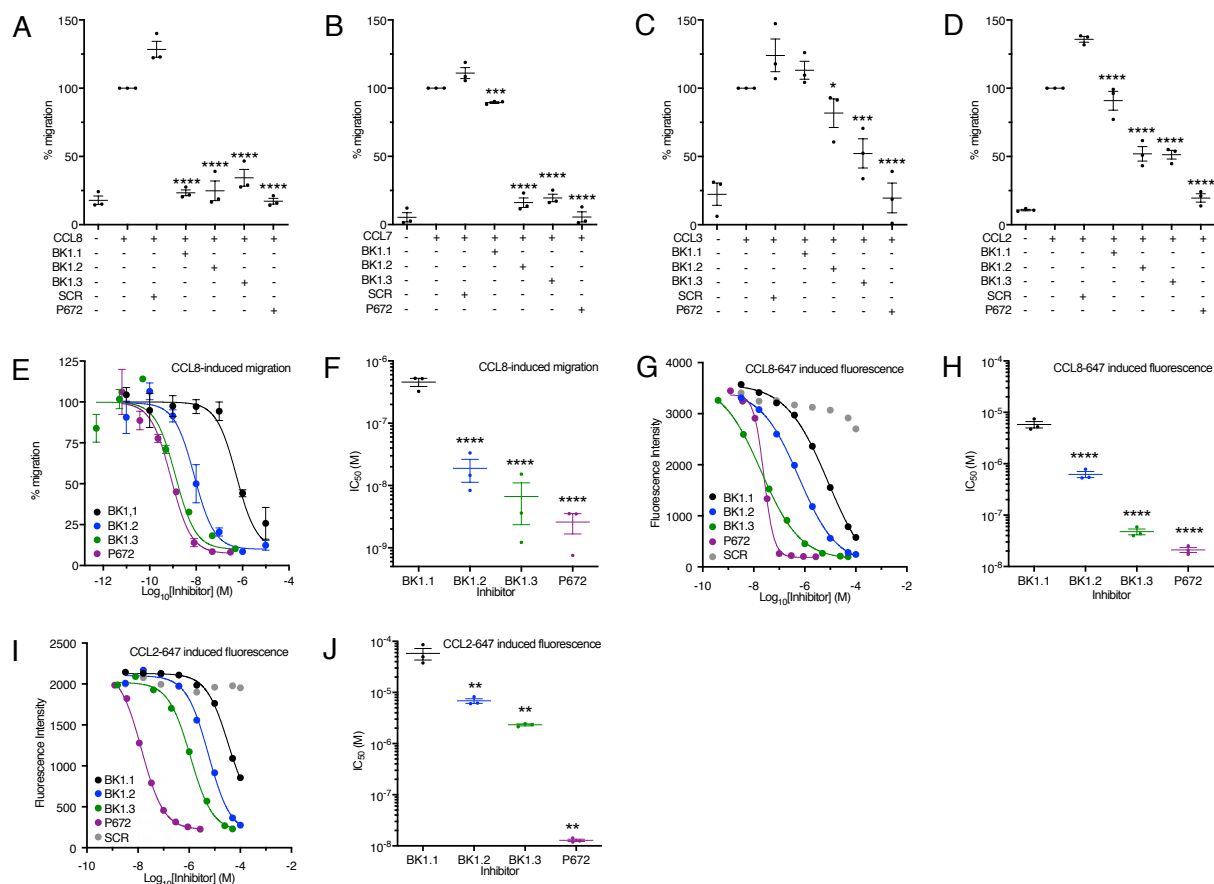 A
% migration
150
100
50
0
**** **** **** ****
CCL8 - + + + + + +
BK1.1 - - - + - - -
BK1.2 - - - - + - -
BK1.3 - - - - - + -
SCR - - + - - - -
P672 - - - - - - +
B
% migration
150
100
50
0
*** **** **** ****
CCL7 - + + + + + +
BK1.1 - - - + - - -
BK1.2 - - - - + - -
BK1.3 - - - - - + -
SCR - - + - - - -
P672 - - - - - - +
C
% migration
150
100
50
0
* *** ****
CCL3 - + + + + + +
BK1.1 - - - + - - -
BK1.2 - - - - + - -
BK1.3 - - - - - + -
SCR - - + - - - -
P672 - - - - - - +
D
% migration
150
100
50
0
**** **** **** ****
CCL2 - + + + + + +
BK1.1 - - - + - - -
BK1.2 - - - - + - -
BK1.3 - - - - - + -
SCR - - + - - - -
P672 - - - - - - +
E
CCL8-induced migration
% migration
125
100
75
50
25
0
BK1,1
BK1.2
BK1.3
P672
-12 -10 -8 -6 -4
Log10[Inhibitor] (M)
F
CCL8-induced migration
IC50 (M)
10-6
10-7
10-8
10-9
**** **** ****
BK1.1 BK1.2 BK1.3 P672
Inhibitor
G
CCL8-647 induced fluorescence
Fluorescence Intensity
4000
3000
2000
1000
0
BK1.1
BK1.2
BK1.3
P672
SCR
-10 -8 -6 -4 -2
Log10[Inhibitor] (M)
H
CCL8-647 induced fluorescence
IC50 (M)
10-4
10-5
10-6
10-7
10-8
**** **** ****
BK1.1 BK1.2 BK1.3 P672
Inhibitor
I
CCL2-647 induced fluorescence
Fluorescence Intensity
2500
2000
1500
1000
500
0
BK1.1
BK1.2
BK1.3
P672
SCR
-10 -8 -6 -4 -2
Log10[Inhibitor] (M)
J
CCL2-647 induced fluorescence
IC50 (M)
10-4
10-5
10-6
10-7
10-8
** ** **
BK1.1 BK1.2 BK1.3 P672
Inhibitor